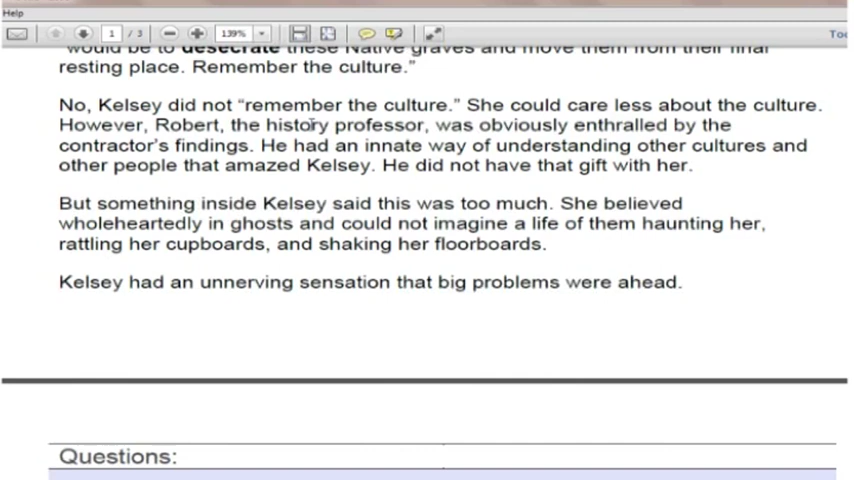 Help
1 / 3 139% Too
would be to desecrate these Native graves and move them from their final
resting place. Remember the culture.”
No, Kelsey did not “remember the culture.” She could care less about the culture.
However, Robert, the history professor, was obviously enthralled by the
contractor’s findings. He had an innate way of understanding other cultures and
other people that amazed Kelsey. He did not have that gift with her.
But something inside Kelsey said this was too much. She believed
wholeheartedly in ghosts and could not imagine a life of them haunting her,
rattling her cupboards, and shaking her floorboards.
Kelsey had an unnerving sensation that big problems were ahead.
Questions: